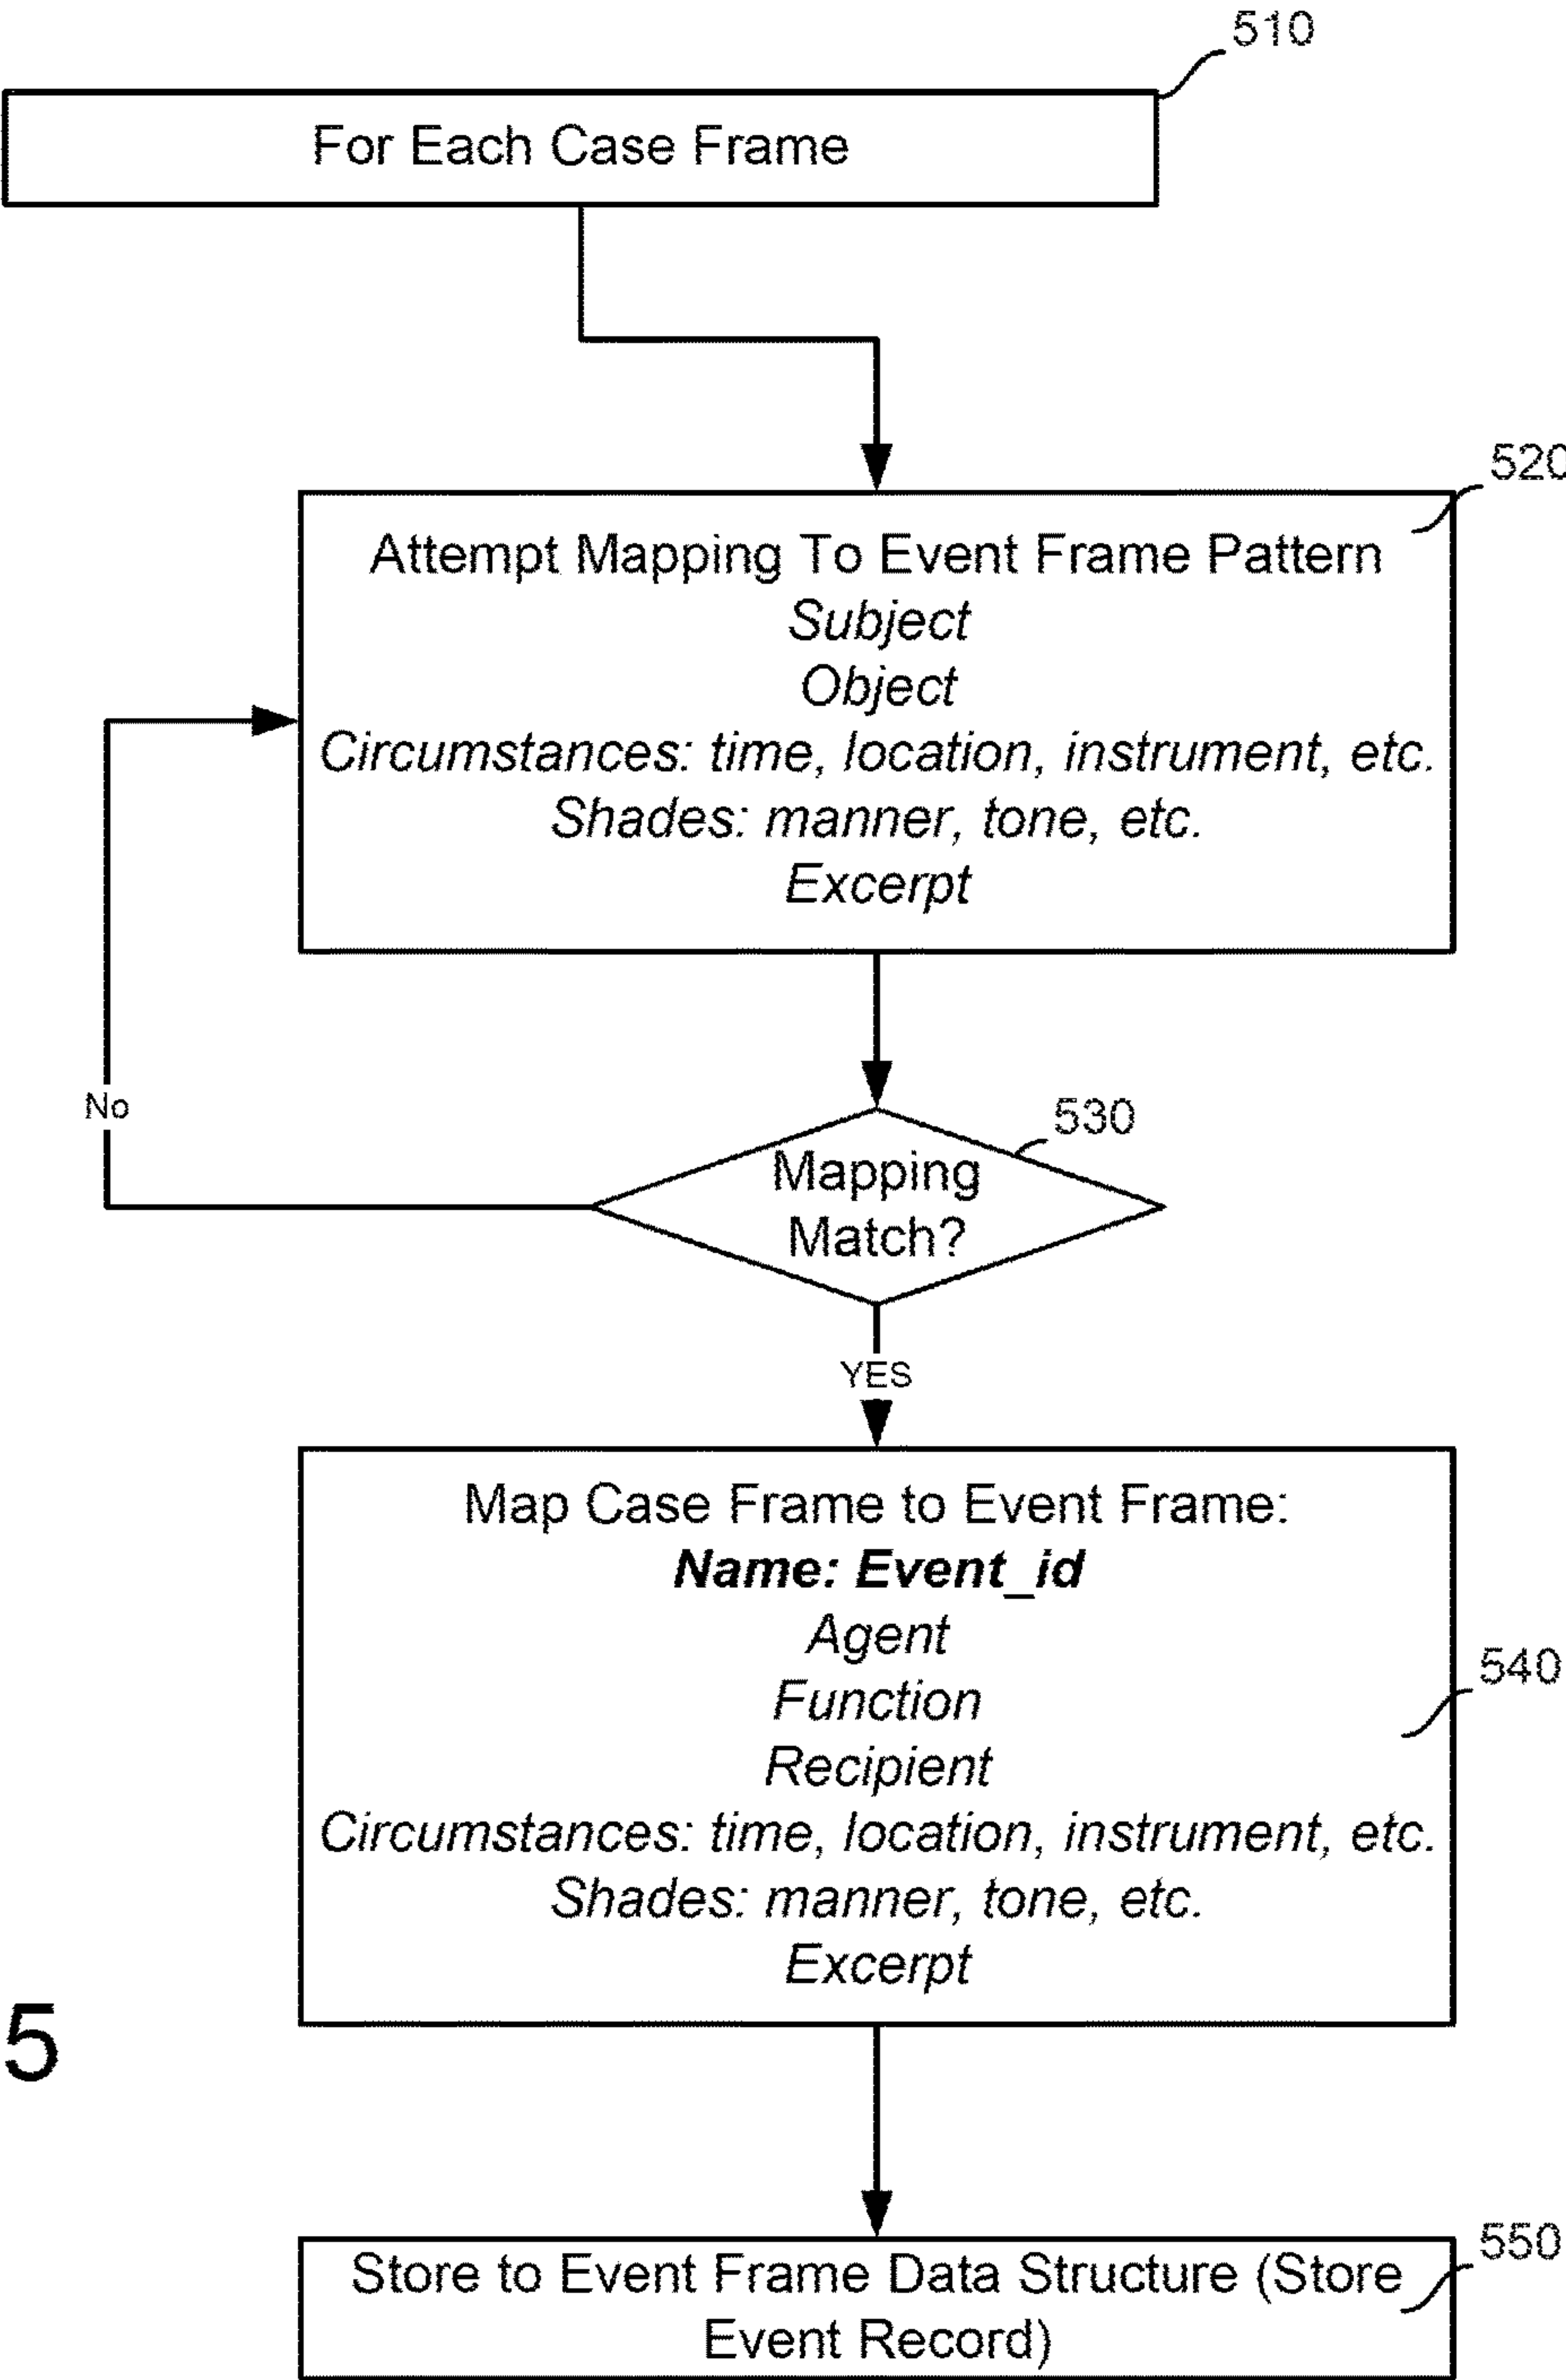 510
For Each Case Frame
520
Attempt Mapping To Event Frame Pattern
Subject
Object
Circumstances: time, location, instrument, etc.
Shades: manner, tone, etc.
Excerpt
No
530
Mapping
Match?
YES
Map Case Frame to Event Frame:
Name: Event_id
Agent
Function
540
Recipient
Circumstances: time, location, instrument, etc.
Shades: manner, tone, etc.
Excerpt
5
550
Store to Event Frame Data Structure (Store
Event Record)